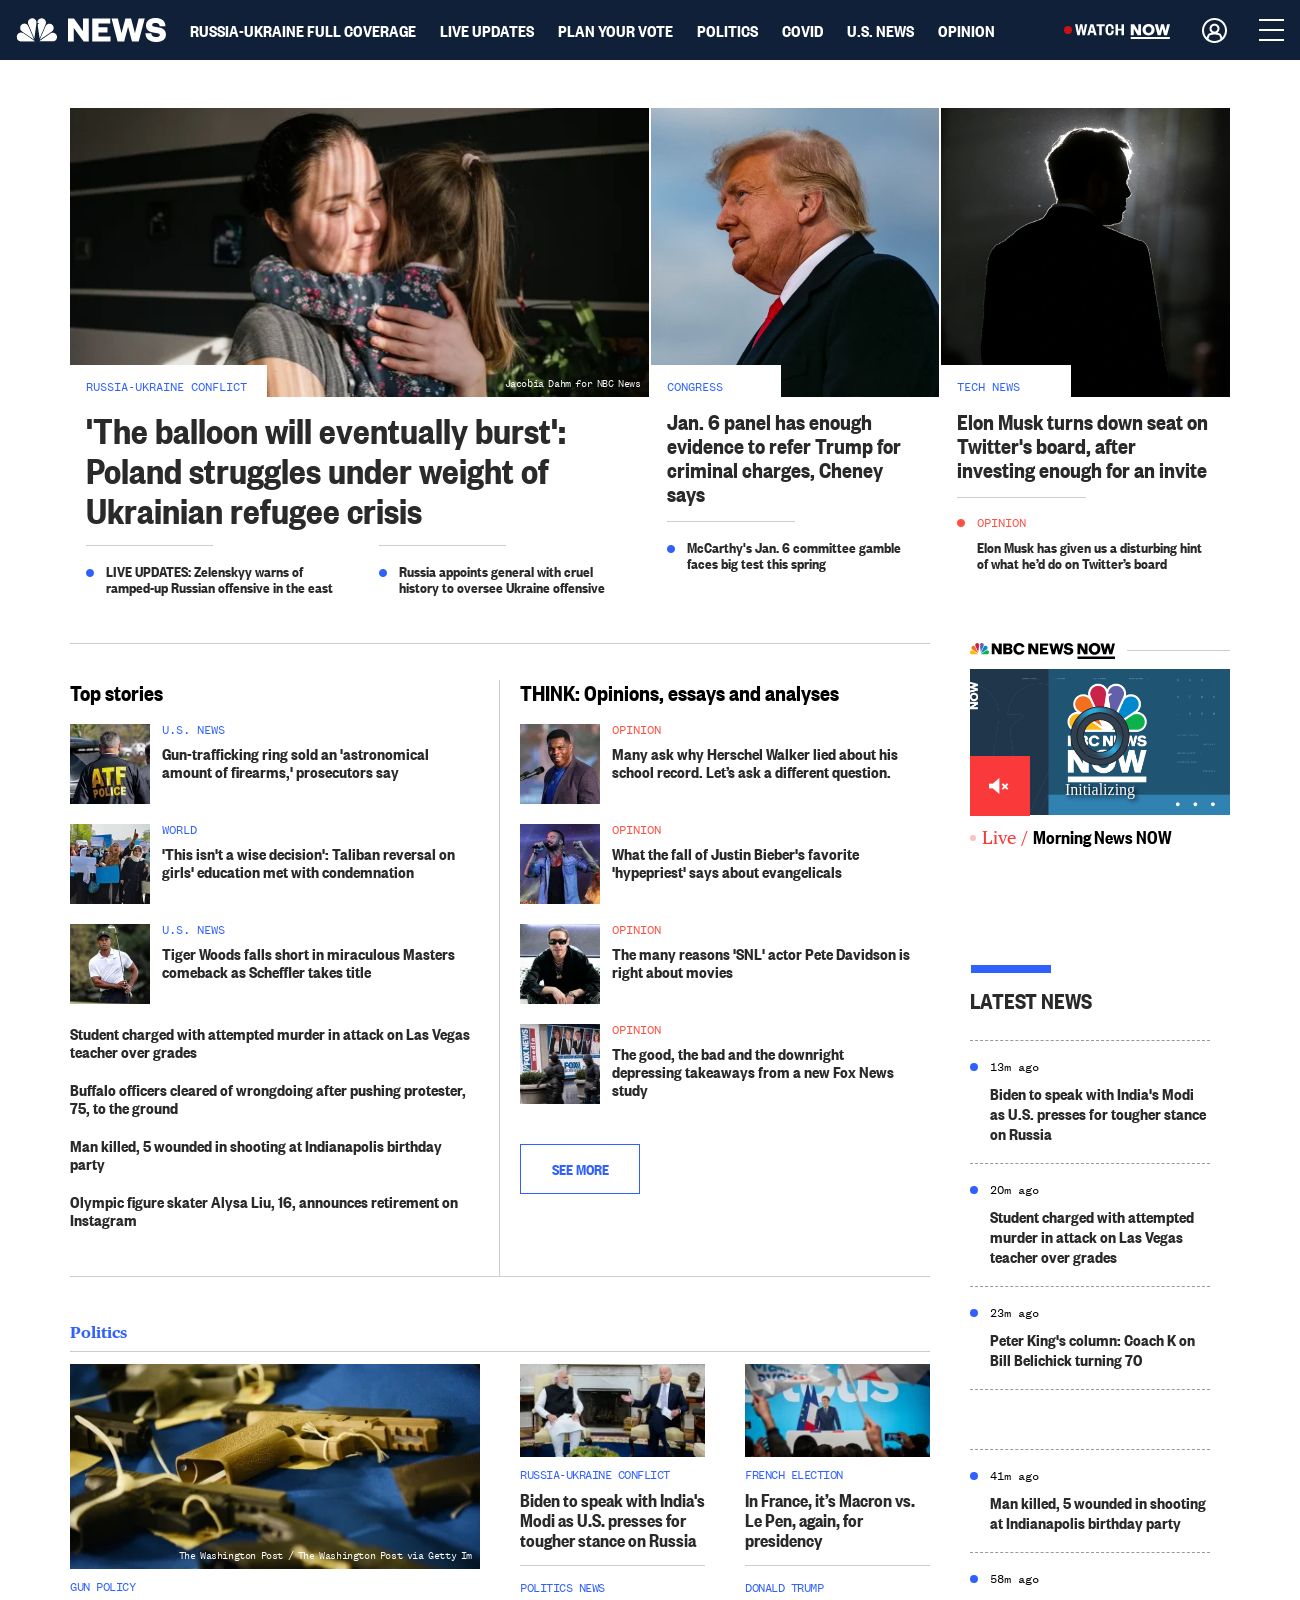 NEWS
RUSSIA-UKRAINE FULL COVERAGE
LIVE UPDATES
PLAN YOUR VOTE
POLITICS
COVID
U.S. NEWS
OPINION
WATCH NOW
Jacobia Dahm for NBC News
RUSSIA-UKRAINE CONFLICT
'The balloon will eventually burst':
Poland struggles under weight of
Ukrainian refugee crisis
LIVE UPDATES: Zelenskyy warns of
ramped-up Russian offensive in the east
Russia appoints general with cruel
history to oversee Ukraine offensive
CONGRESS
Jan. 6 panel has enough
evidence to refer Trump for
criminal charges, Cheney
says
McCarthy's Jan. 6 committee gamble
faces big test this spring
TECH NEWS
Elon Musk turns down seat on
Twitter's board, after
investing enough for an invite
OPINION
Elon Musk has given us a disturbing hint
of what he’d do on Twitter’s board
Top stories
U.S. NEWS
Gun-trafficking ring sold an 'astronomical
amount of firearms,' prosecutors say
ATF
POLICE
WORLD
'This isn't a wise decision': Taliban reversal on
girls' education met with condemnation
U.S. NEWS
Tiger Woods falls short in miraculous Masters
comeback as Scheffler takes title
Student charged with attempted murder in attack on Las Vegas
teacher over grades
Buffalo officers cleared of wrongdoing after pushing protester,
75, to the ground
Man killed, 5 wounded in shooting at Indianapolis birthday
party
Olympic figure skater Alysa Liu, 16, announces retirement on
Instagram
THINK: Opinions, essays and analyses
OPINION
Many ask why Herschel Walker lied about his
school record. Let’s ask a different question.
OPINION
What the fall of Justin Bieber's favorite
'hypepriest' says about evangelicals
OPINION
The many reasons 'SNL' actor Pete Davidson is
right about movies
OPINION
The good, the bad and the downright
depressing takeaways from a new Fox News
study
FOX NEWS
media
FOX
SEE MORE
NBC NEWS NOW
NOW
NBC NEWS
NOW
Initializing
Live / Morning News NOW
LATEST NEWS
13m ago
Biden to speak with India's Modi
as U.S. presses for tougher stance
on Russia
20m ago
Student charged with attempted
murder in attack on Las Vegas
teacher over grades
23m ago
Peter King's column: Coach K on
Bill Belichick turning 70
41m ago
Man killed, 5 wounded in shooting
at Indianapolis birthday party
58m ago
Politics
The Washington Post / The Washington Post via Getty Im
GUN POLICY
RUSSIA-UKRAINE CONFLICT
Biden to speak with India's
Modi as U.S. presses for
tougher stance on Russia
POLITICS NEWS
tous
FRENCH ELECTION
In France, it’s Macron vs.
Le Pen, again, for
presidency
DONALD TRUMP